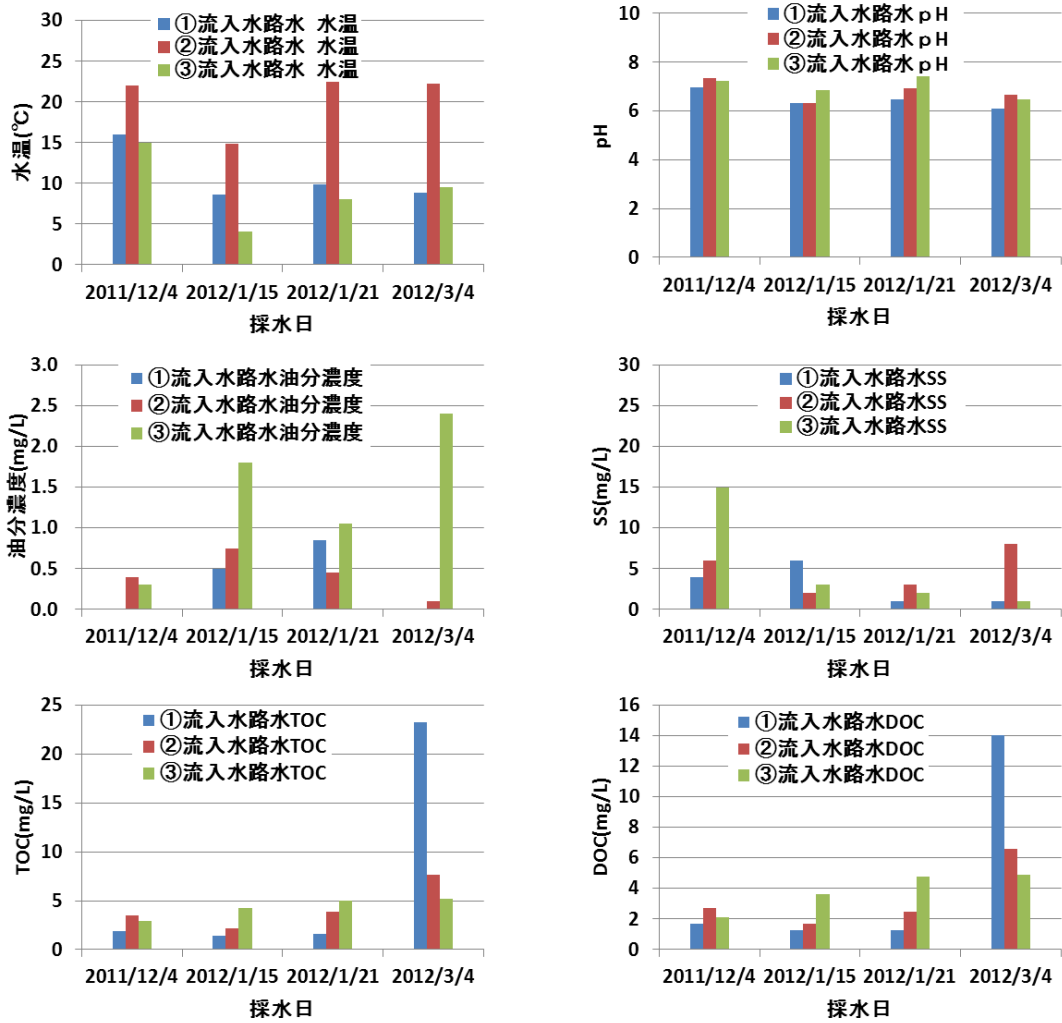 30
25
20
15
10
5
0
水温(℃)
①流入水路水 水温
②流入水路水 水温
③流入水路水 水温
2011/12/4 2012/1/15 2012/1/21 2012/3/4
採水日
10
8
6
4
2
0
pH
①流入水路水ｐH
②流入水路水ｐH
③流入水路水ｐH
2011/12/4 2012/1/15 2012/1/21 2012/3/4
採水日
3.0
2.5
2.0
1.5
1.0
0.5
0.0
油分濃度(mg/L)
①流入水路水油分濃度
②流入水路水油分濃度
③流入水路水油分濃度
2011/12/4 2012/1/15 2012/1/21 2012/3/4
採水日
30
25
20
15
10
5
0
SS(mg/L)
①流入水路水SS
②流入水路水SS
③流入水路水SS
2011/12/4 2012/1/15 2012/1/21 2012/3/4
採水日
25
20
15
10
5
0
TOC(mg/L)
①流入水路水TOC
②流入水路水TOC
③流入水路水TOC
2011/12/4 2012/1/15 2012/1/21 2012/3/4
採水日
16
14
12
10
8
6
4
2
0
DOC(mg/L)
①流入水路水DOC
②流入水路水DOC
③流入水路水DOC
2011/12/4 2012/1/15 2012/1/21 2012/3/4
採水日